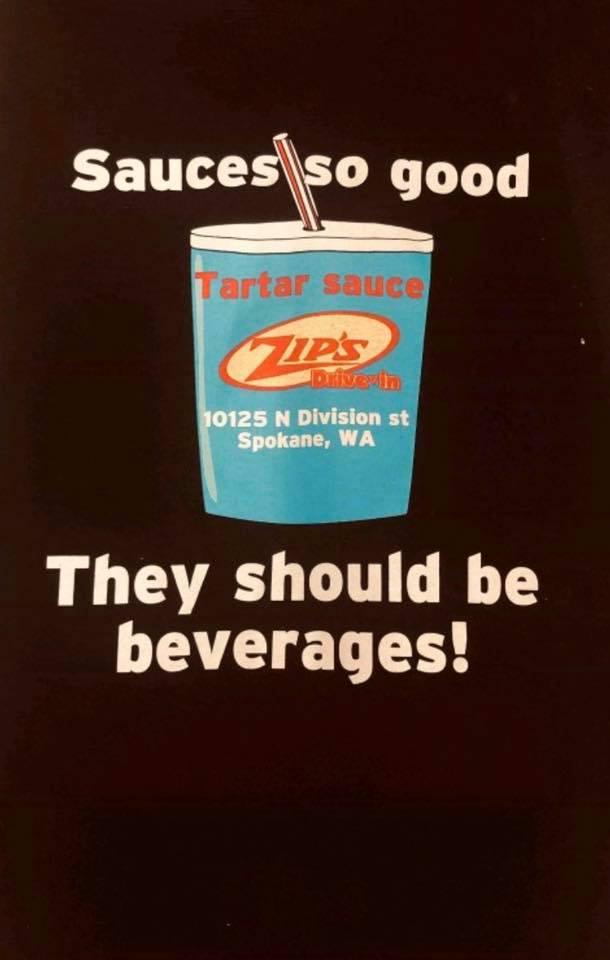 Sauces so good
Tartar sauce
ZIP'S
Drive-in
10125 N Division st
Spokane, WA
They should be
beverages!